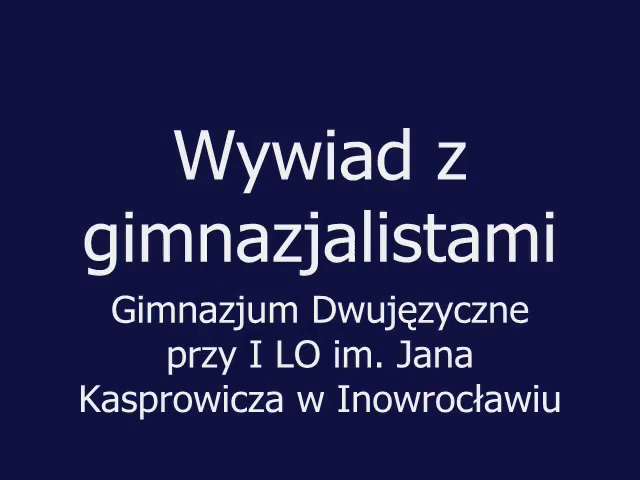 Wywiad z
gimnazjalistami
Gimnazjum Dwujęzyczne
przy I LO im. Jana
Kasprowicza w Inowrocławiu